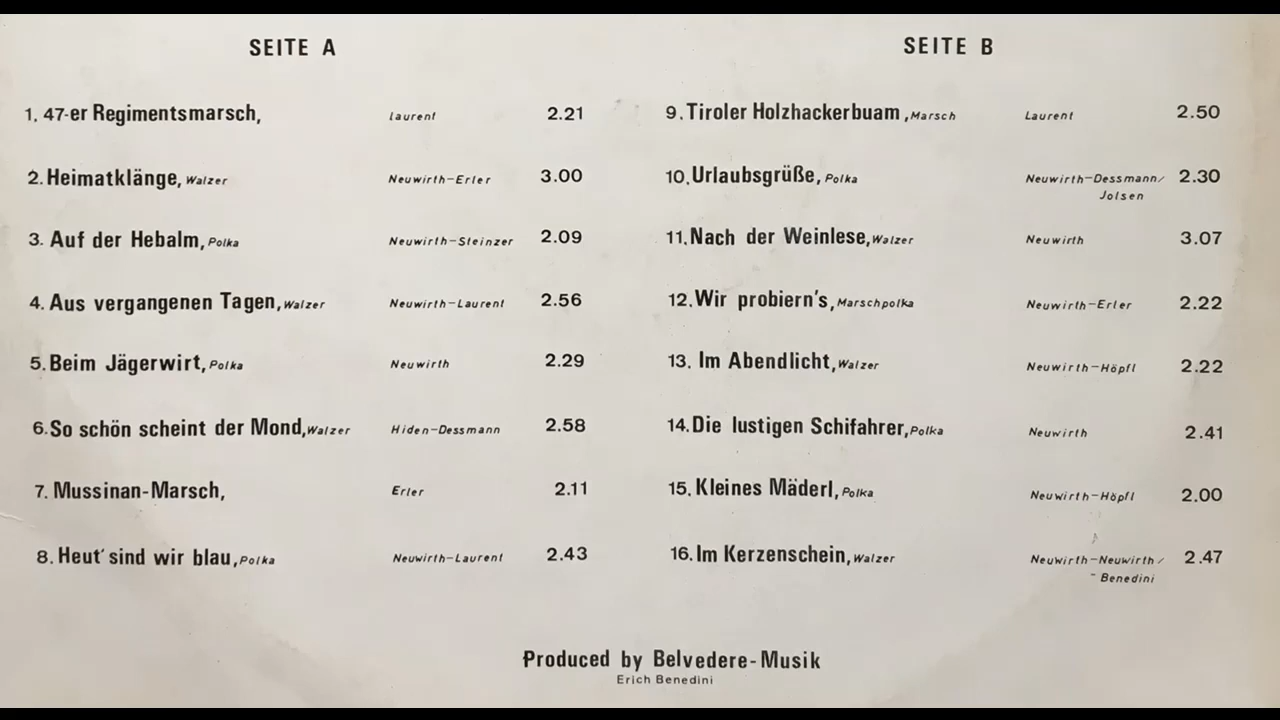 SEITE A
1. 47-er Regimentsmarsch, Laurent 2.21
2. Heimatklänge, Walzer Neuwirth-Erler 3.00
3. Auf der Hebalm, Polka Neuwirth-Steinzer 2.09
4. Aus vergangenen Tagen, Walzer Neuwirth-Laurent 2.56
5. Beim Jägerwirt, Polka Neuwirth 2.29
6. So schön scheint der Mond, Walzer Hiden-Dessmann 2.58
7. Mussinan-Marsch, Erler 2.11
8. Heut' sind wir blau, Polka Neuwirth-Laurent 2.43
SEITE B
9. Tiroler Holzhackerbuam, Marsch Laurent 2.50
10. Urlaubsgrüße, Polka Neuwirth-Dessmann/ 2.30
Jolsen
11. Nach der Weinlese, Walzer Neuwirth 3.07
12. Wir probiern's, Marschpolka Neuwirth-Erler 2.22
13. Im Abendlicht, Walzer Neuwirth-Höpfl 2.22
14. Die lustigen Schifahrer, Polka Neuwirth 2.41
15. Kleines Mäderl, Polka Neuwirth-Höpfl 2.00
16. Im Kerzenschein, Walzer Neuwirth-Neuwirth/ 2.47
- Benedini
Produced by Belvedere-Musik
Erich Benedini